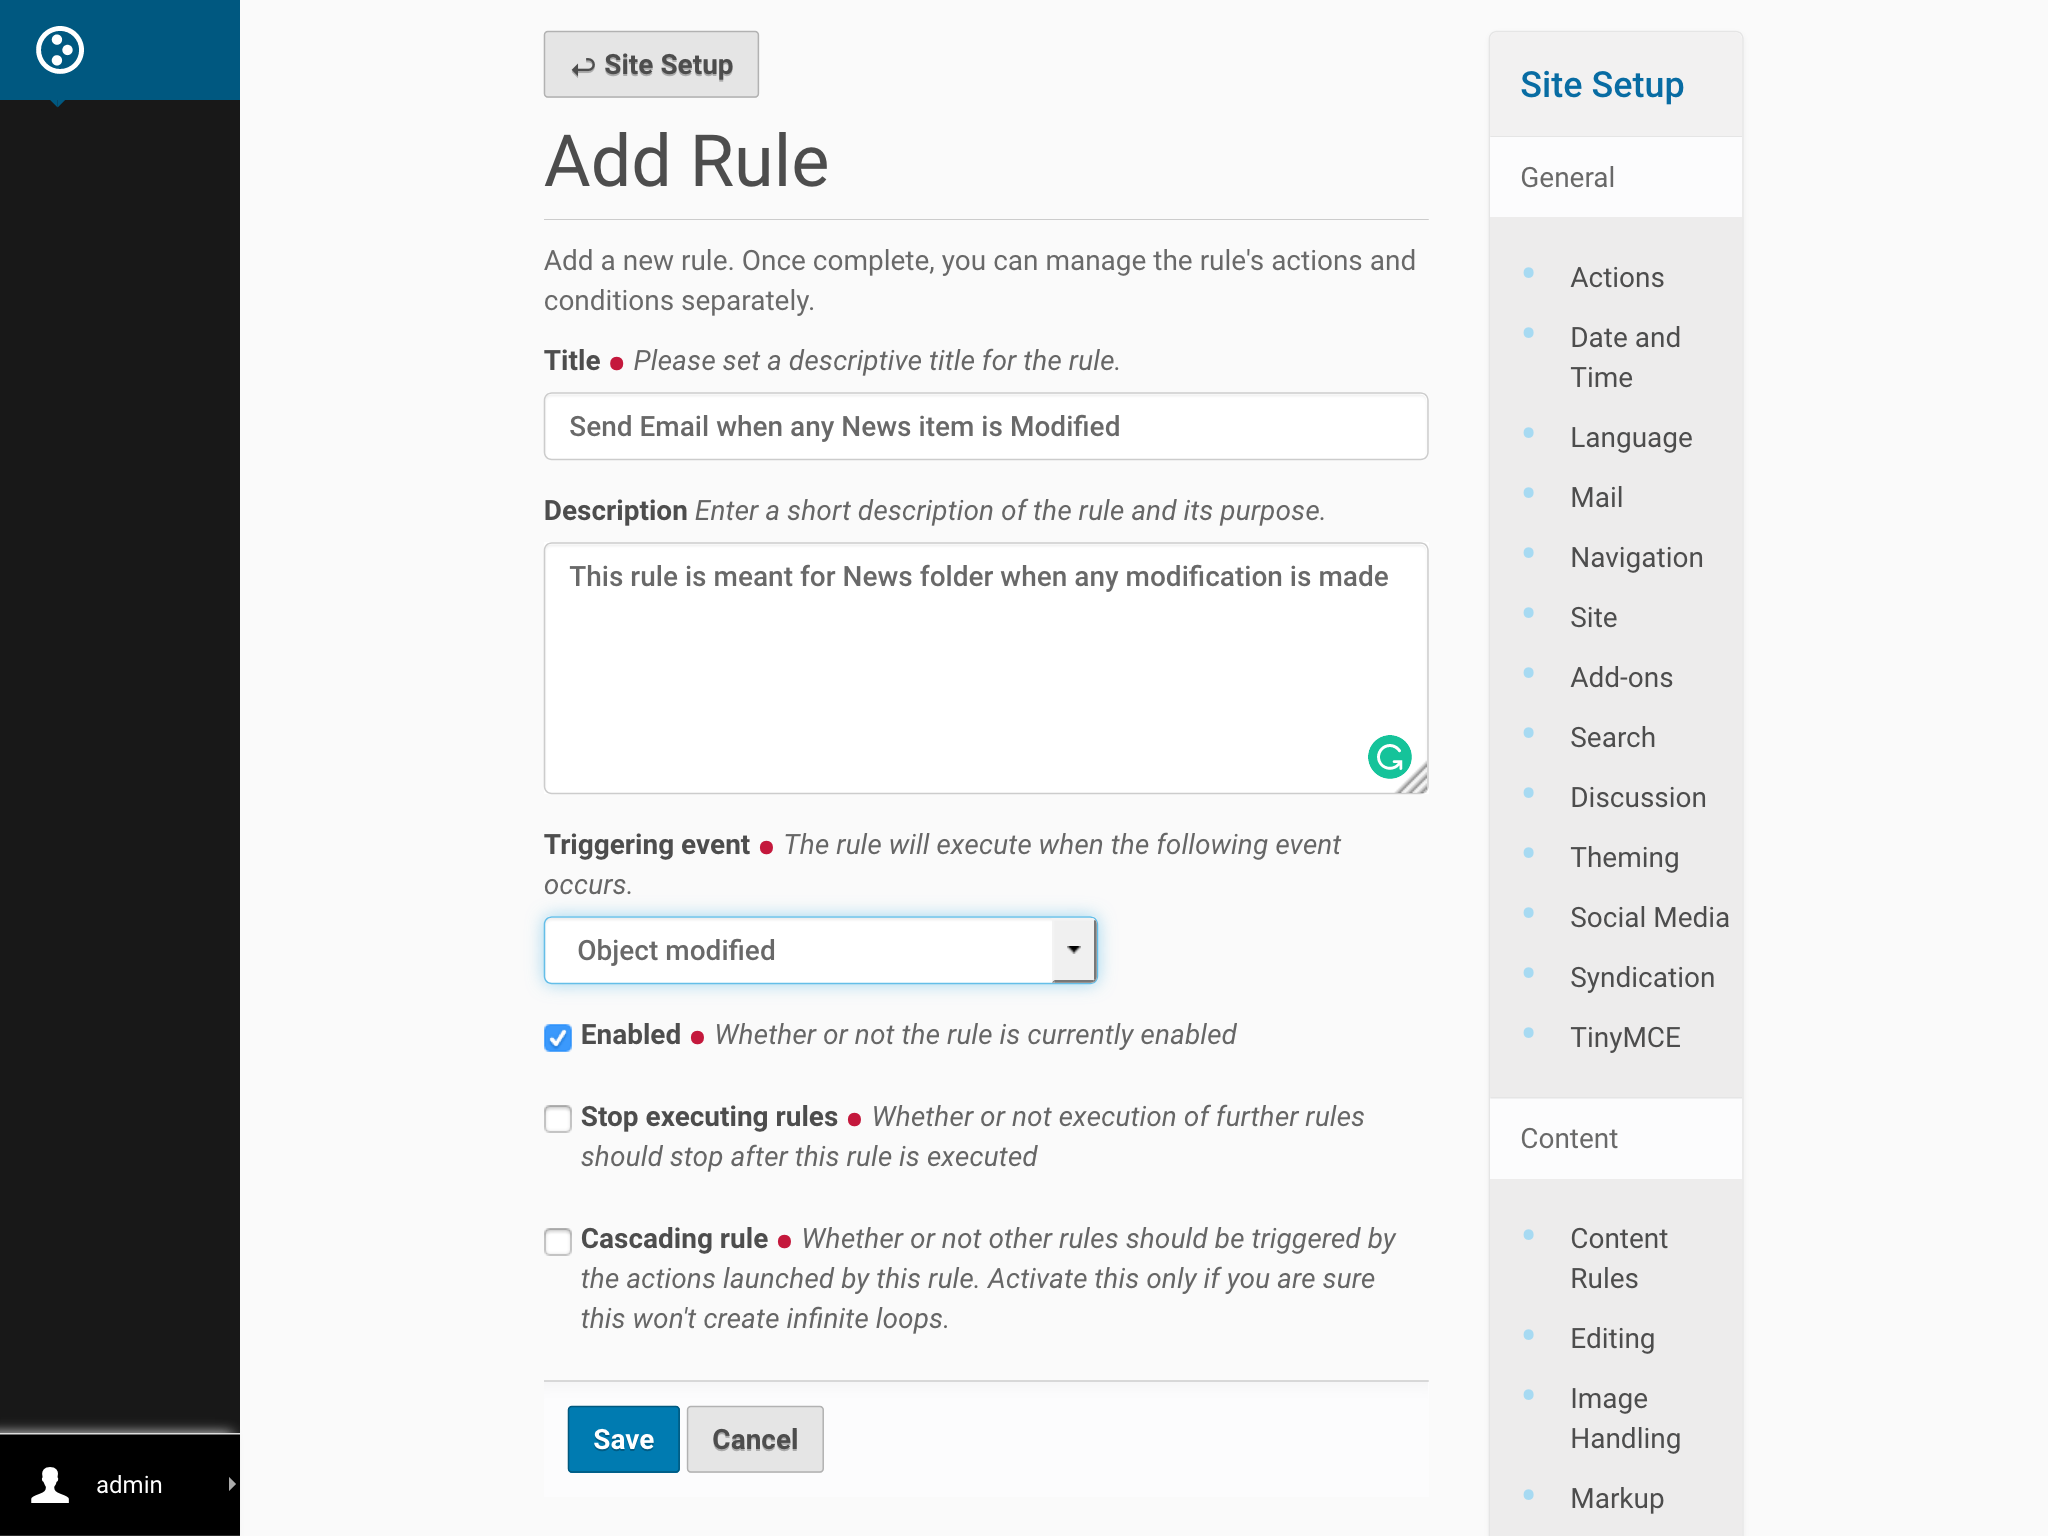 Site Setup
Add Rule
Add a new rule. Once complete, you can manage the rule's actions and
conditions separately.
Title Please set a descriptive title for the rule.
Send Email when any News item is Modified
Description Enter a short description of the rule and its purpose.
This rule is meant for News folder when any modification is made
Triggering event The rule will execute when the following event
occurs.
Object modified
Enabled Whether or not the rule is currently enabled
Stop executing rules Whether or not execution of further rules
should stop after this rule is executed
Cascading rule Whether or not other rules should be triggered by
the actions launched by this rule. Activate this only if you are sure
this won't create infinite loops.
Save
Cancel
Site Setup
General
Actions
Date and
Time
Language
Mail
Navigation
Site
Add-ons
Search
Discussion
Theming
Social Media
Syndication
TinyMCE
Content
Content
Rules
Editing
Image
Handling
Markup
admin